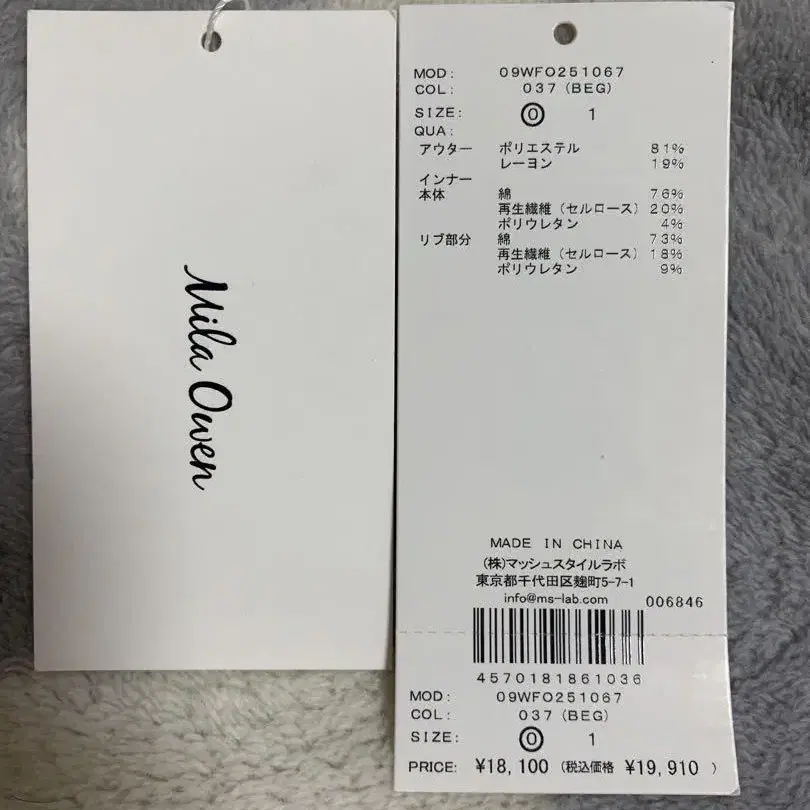 Mila Owen
MOD: 09WFO251067
COL: 037 (BEG)
SIZE: 0 1
QUA:
アウター ポリエステル 81%
レーヨン 19%
インナー
本体 綿 76%
再生繊維 (セルロース) 20%
ポリウレタン 4%
リブ部分 綿 73%
再生繊維 (セルロース) 18%
ポリウレタン 9%
MADE IN CHINA
(株)マッシュスタイルラボ
東京都千代田区麹町5-7-1
info@ms-lab.com 006846
4570181861036
MOD: 09WFO251067
COL: 037 (BEG)
SIZE: 0 1
PRICE: ¥18,100 (税込価格 ¥19,910 )